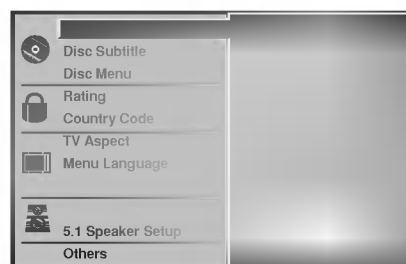 Disc Subtitle
Disc Menu
Rating
Country Code
TV Aspect
Menu Language
5.1 Speaker Setup
Others